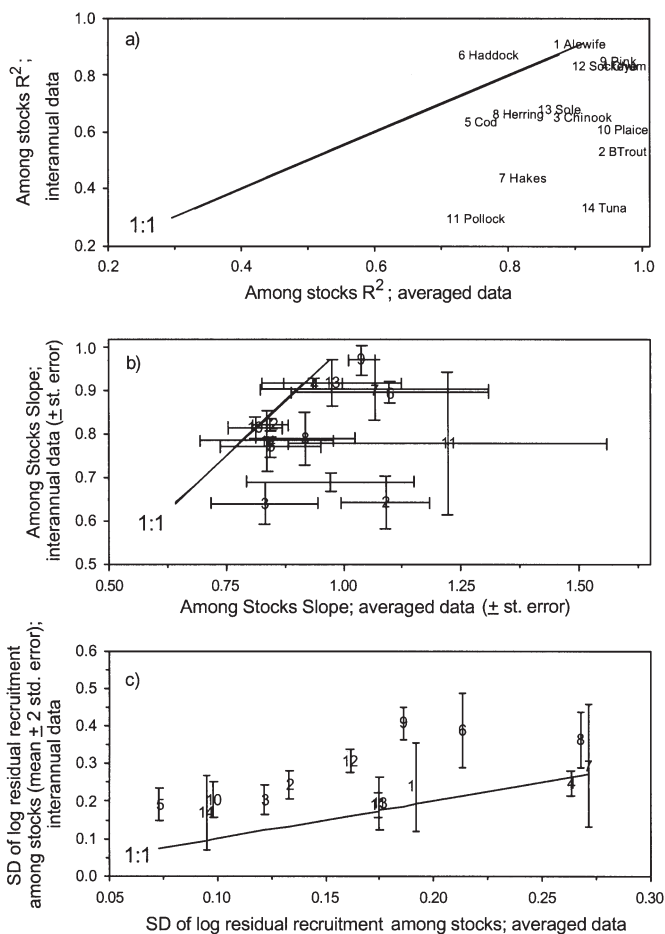 Among stocks R2 ;
interannual data
a)
1.0
0.8
0.6
0.4
0.2
1 Alewife
6 Haddock
9 Pink
12 Sockeye
13 Sole
8 Herring
3 Chinook
5 Cod
10 Plaice
2 BTrout
7 Hakes
14 Tuna
11 Pollock
1:1
0.2 0.4 0.6 0.8 1.0
Among stocks R2 ; averaged data
Among Stocks Slope;
interannual data (± st. error)
b)
1.0
0.9
0.8
0.7
0.6
0.5
9
13
7
6
8
11
3
2
1:1
0.50 0.75 1.00 1.25 1.50
Among Stocks Slope; averaged data (± st. error)
SD of log residual recruitment
among stocks (mean ± 2 std. error);
interannual data
c)
0.6
0.5
0.4
0.3
0.2
0.1
0.0
5
14
10
3
2
12
9
1
6
8
4
7
1:1
0.05 0.10 0.15 0.20 0.25 0.30
SD of log residual recruitment among stocks; averaged data